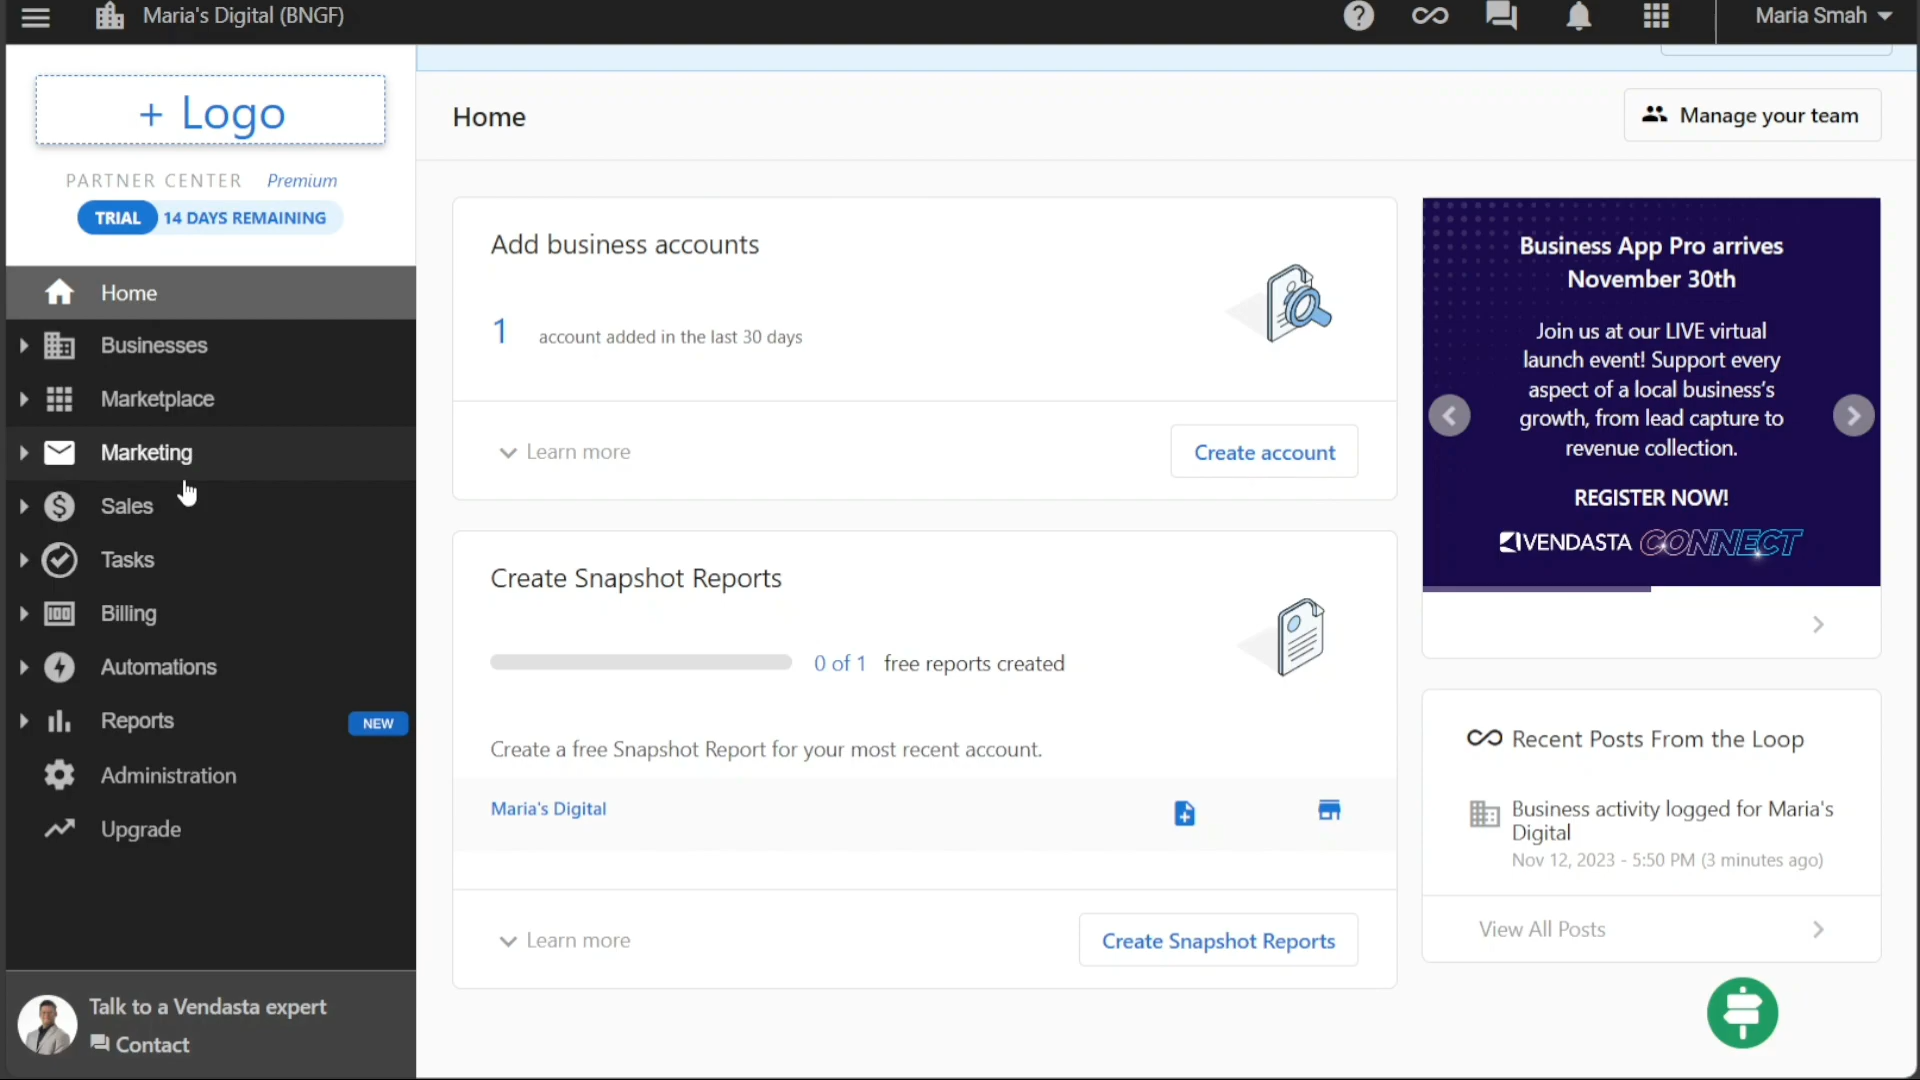 Maria's Digital (BNGF)
Maria Smah
+ Logo
PARTNER CENTER Premium
TRIAL 14 DAYS REMAINING
Home
Businesses
Marketplace
Marketing
Sales
Tasks
Billing
Automations
Reports NEW
Administration
Upgrade
Talk to a Vendasta expert
Contact
Home
Manage your team
Add business accounts
1 account added in the last 30 days
Learn more
Create account
Create Snapshot Reports
0 of 1 free reports created
Create a free Snapshot Report for your most recent account.
Maria's Digital
Learn more
Create Snapshot Reports
Business App Pro arrives
November 30th
Join us at our LIVE virtual
launch event! Support every
aspect of a local business's
growth, from lead capture to
revenue collection.
REGISTER NOW!
VENDASTA CONNECT
Recent Posts From the Loop
Business activity logged for Maria's
Digital
Nov 12, 2023 - 5:50 PM (3 minutes ago)
View All Posts